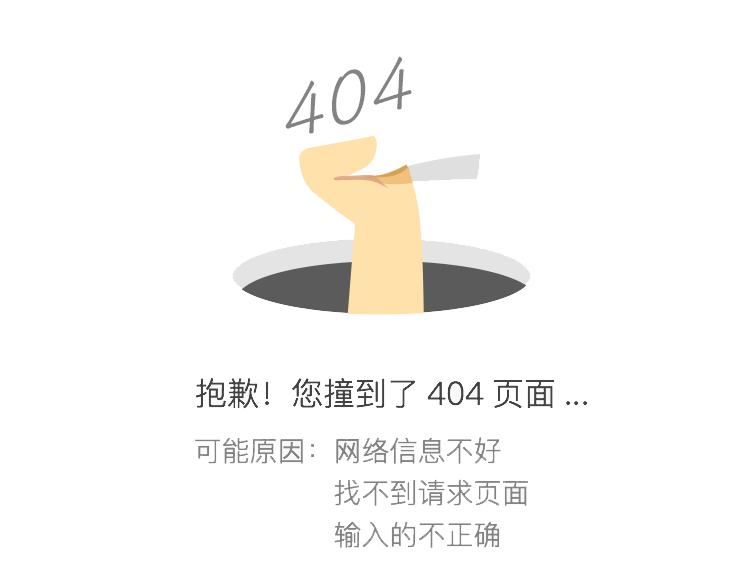 404
抱歉！您撞到了 404 页面 ...
可能原因：网络信息不好
找不到请求页面
输入的不正确